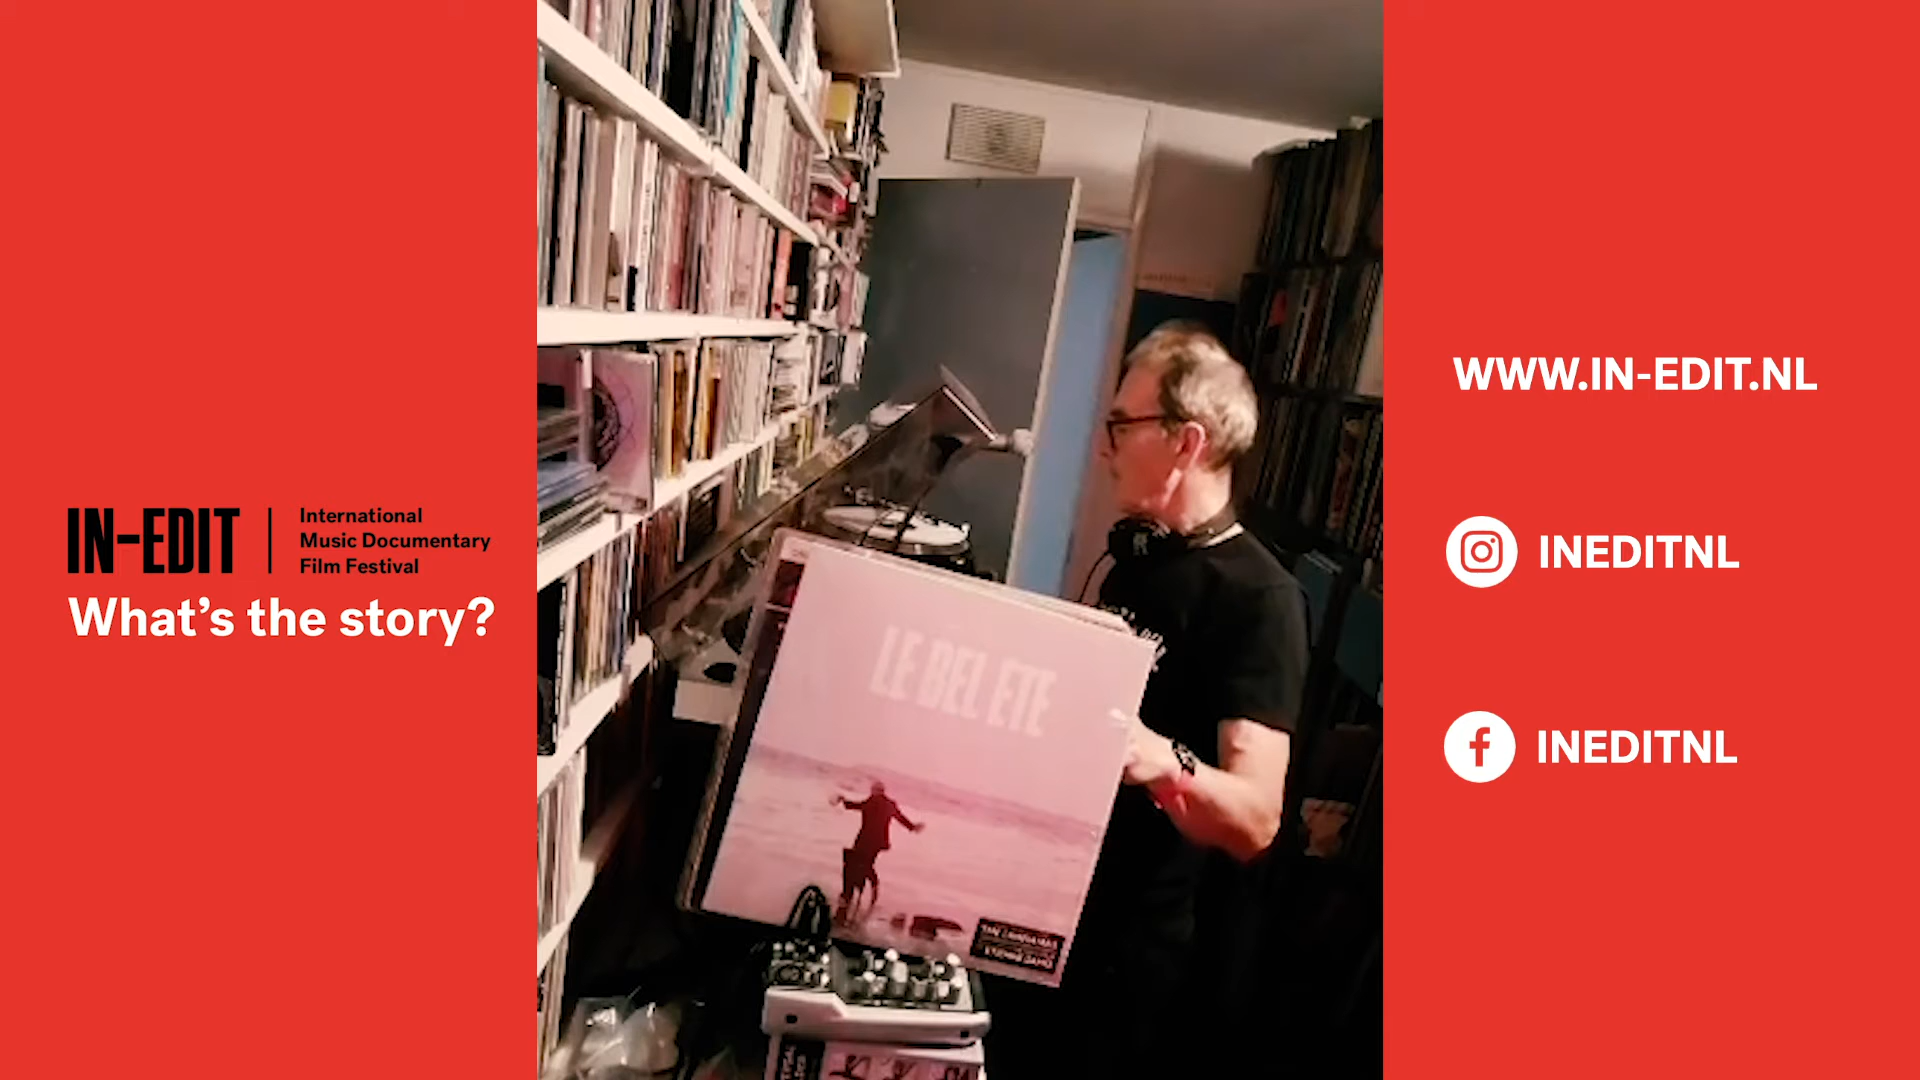 IN-EDIT
International
Music Documentary
Film Festival
What's the story?
LE BEL ETE
WWW.IN-EDIT.NL
INEDITNL
INEDITNL